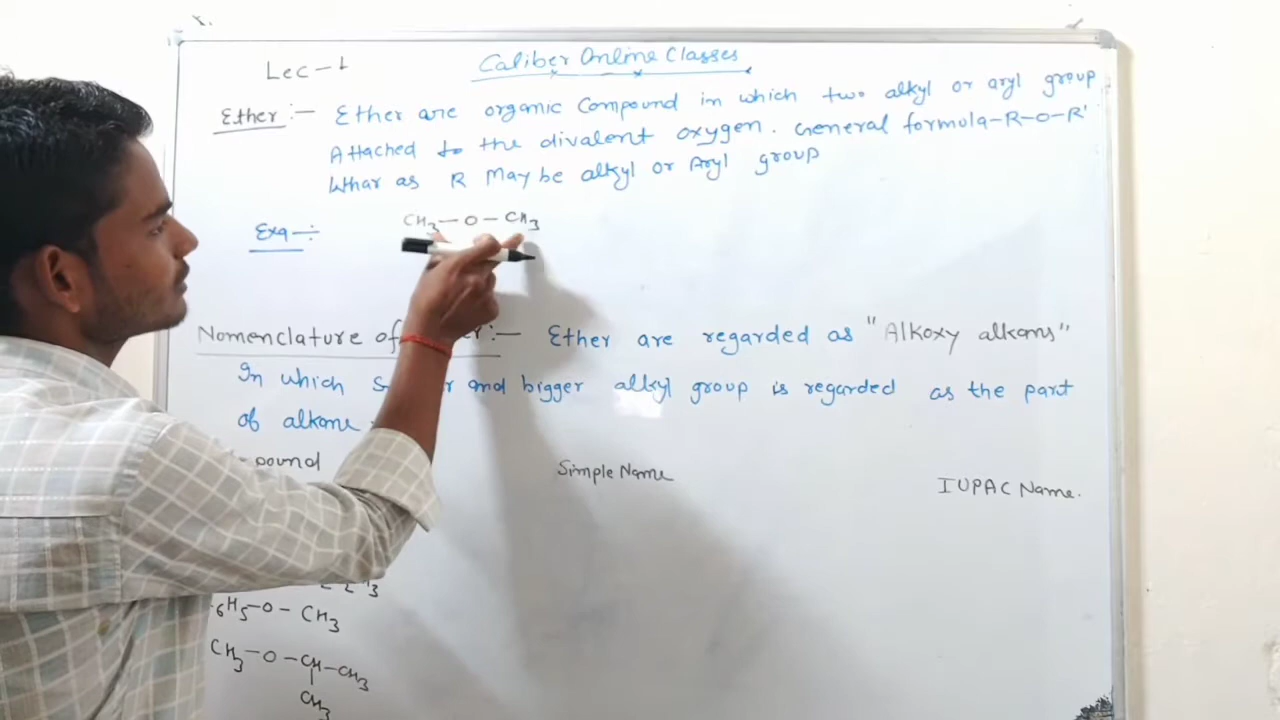 Lec-1
Caliber Online Classes
Ether :- Ether are organic Compound in which two alkyl or aryl group
Attached to the divalent oxygen. General formula-R-O-R'
Whar as R May be alkyl or Aryl group
Exa :-
CH3-O-CH3
Nomenclature of :- Ether are regarded as "Alkoxy alkans"
In which and bigger alkyl group is regarded as the part
of alkane
pound Simple Name IUPAC Name.
6H5-O-CH3
CH3-O-CH-CH3
CH3